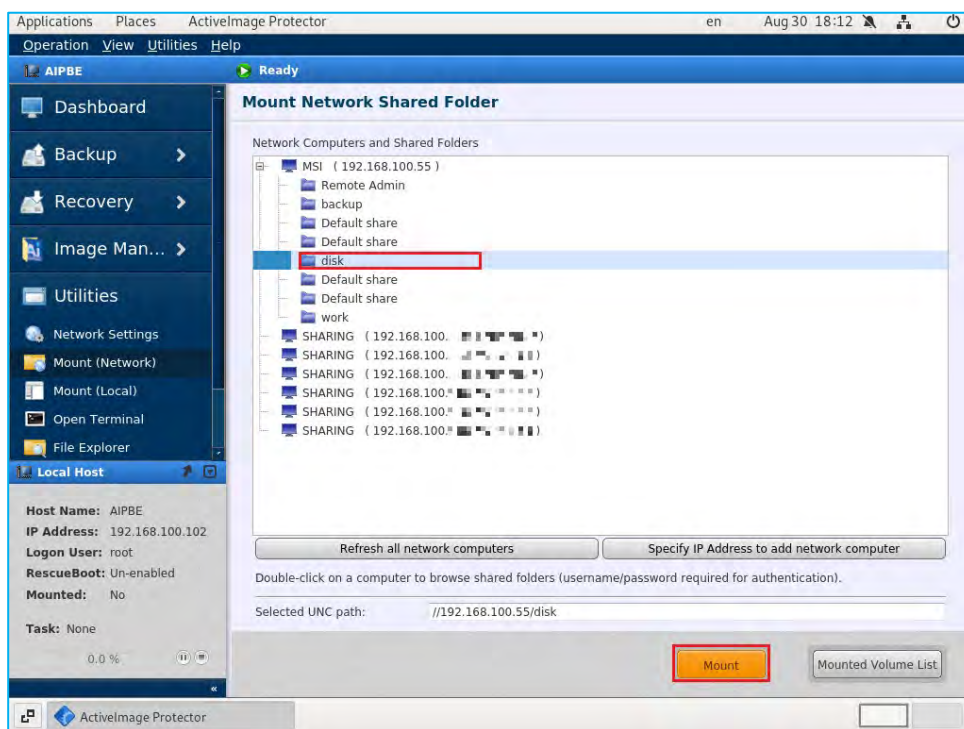 Applications Places ActiveImage Protector en Aug 30 18:12
Operation View Utilities Help
AIPBE Ready
Dashboard
Backup
Recovery
Image Man...
Utilities
Network Settings
Mount (Network)
Mount (Local)
Open Terminal
File Explorer
Local Host
Host Name: AIPBE
IP Address: 192.168.100.102
Logon User: root
RescueBoot: Un-enabled
Mounted: No
Task: None
0.0 %
Mount Network Shared Folder
Network Computers and Shared Folders
MSI ( 192.168.100.55 )
Remote Admin
backup
Default share
Default share
disk
Default share
Default share
work
SHARING ( 192.168.100. )
SHARING ( 192.168.100. )
SHARING ( 192.168.100. )
SHARING ( 192.168.100. )
SHARING ( 192.168.100. )
SHARING ( 192.168.100. )
Refresh all network computers Specify IP Address to add network computer
Double-click on a computer to browse shared folders (username/password required for authentication).
Selected UNC path: //192.168.100.55/disk
Mount Mounted Volume List
ActiveImage Protector